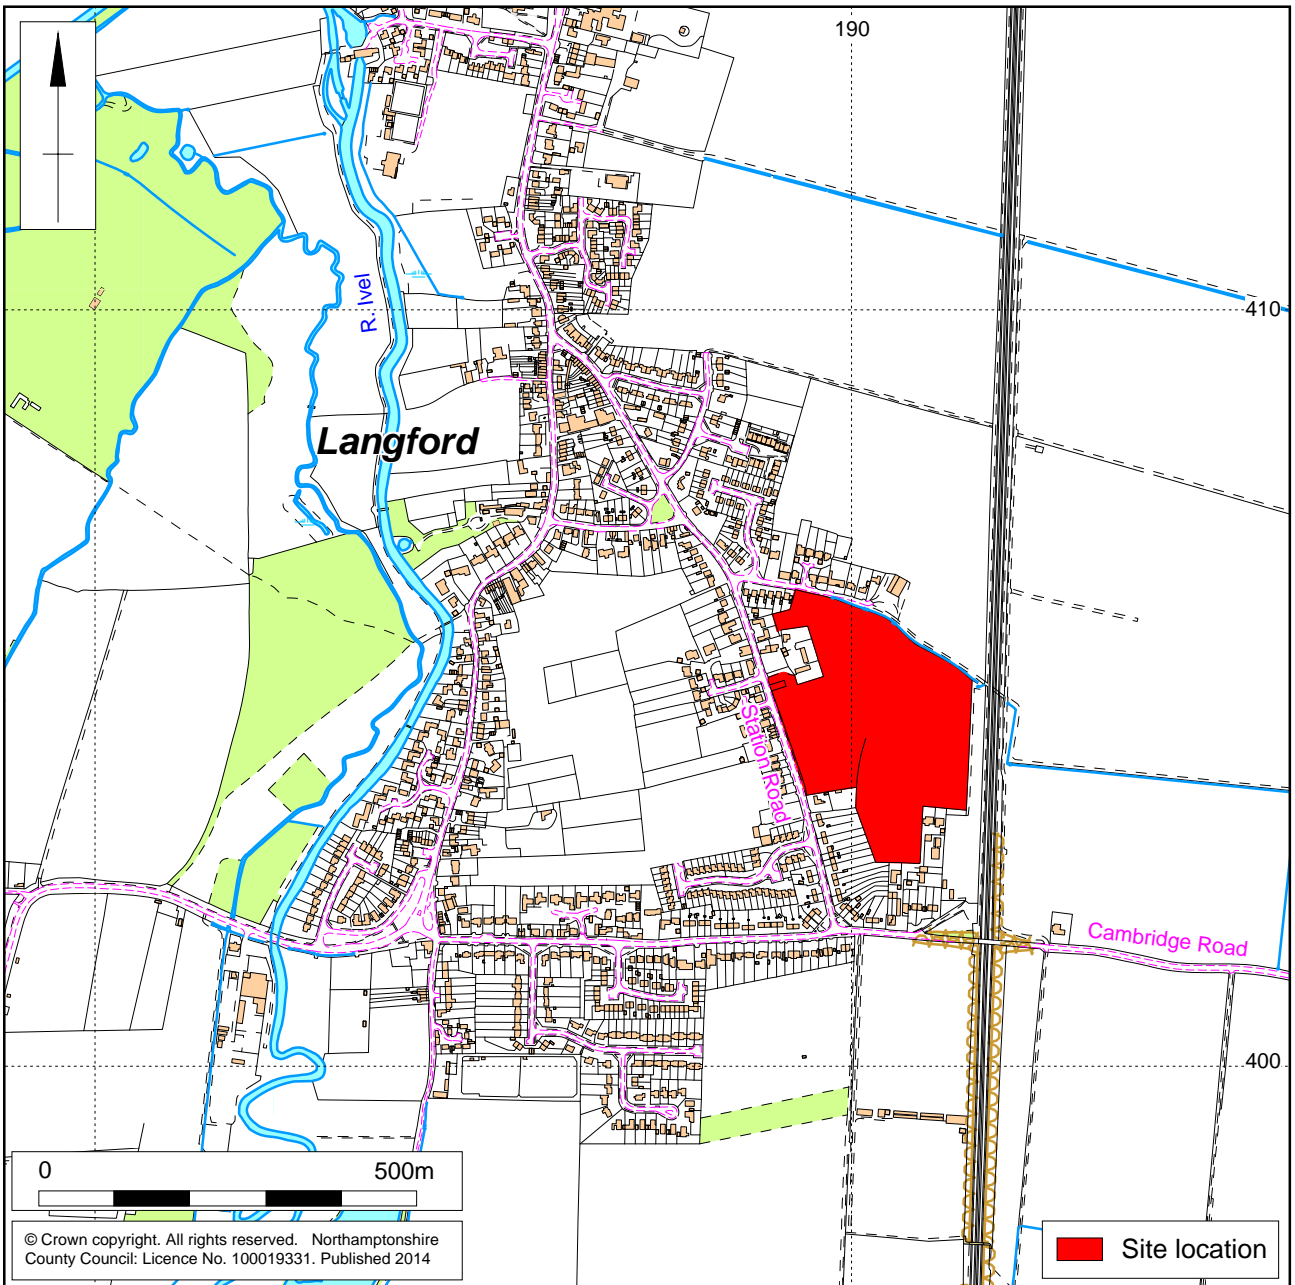 190
410
R. Ivel
Langford
Station Road
Cambridge Road
400
0 500m
© Crown copyright. All rights reserved. Northamptonshire
County Council: Licence No. 100019331. Published 2014
Site location